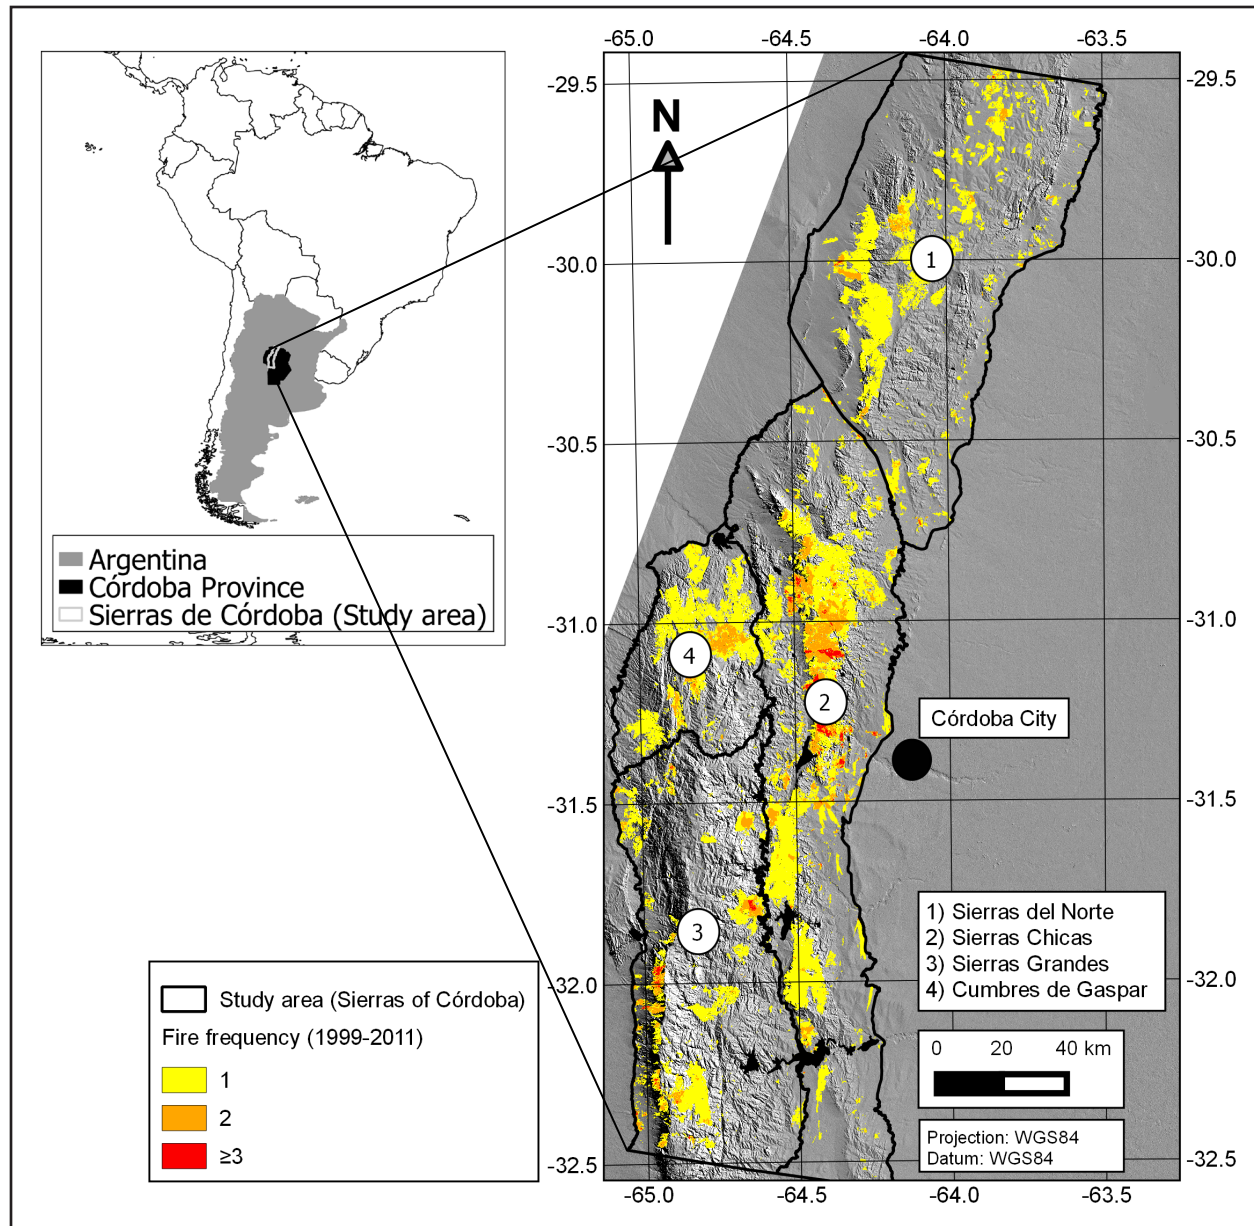 -65.0 -64.5 -64.0 -63.5
-29.5 -29.5
N
1
-30.0 -30.0
-30.5 -30.5
Argentina
Córdoba Province
Sierras de Córdoba (Study area)
-31.0 -31.0
4
2
Córdoba City
-31.5 -31.5
3
1) Sierras del Norte
2) Sierras Chicas
3) Sierras Grandes
4) Cumbres de Gaspar
-32.0 -32.0
Study area (Sierras of Córdoba)
Fire frequency (1999-2011)
1
2
≥3
0 20 40 km
Projection: WGS84
Datum: WGS84
-32.5 -32.5
-65.0 -64.5 -64.0 -63.5